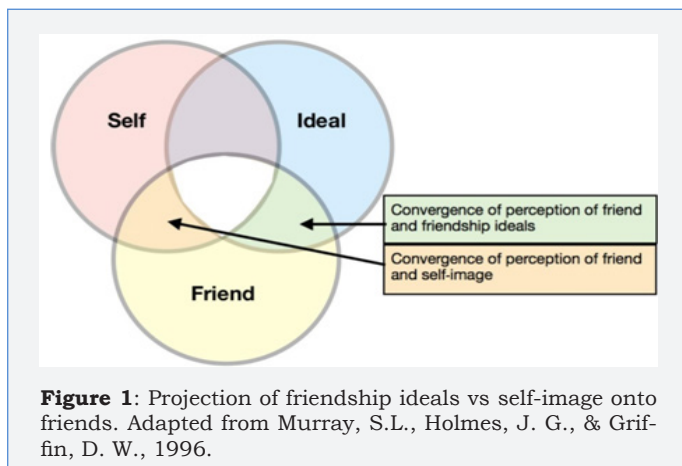 Self
Ideal
Convergence of perception of friend
and friendship ideals
Convergence of perception of friend
and self-image
Friend
Figure 1: Projection of friendship ideals vs self-image onto
friends. Adapted from Murray, S.L., Holmes, J. G., & Grif-
fin, D. W., 1996.